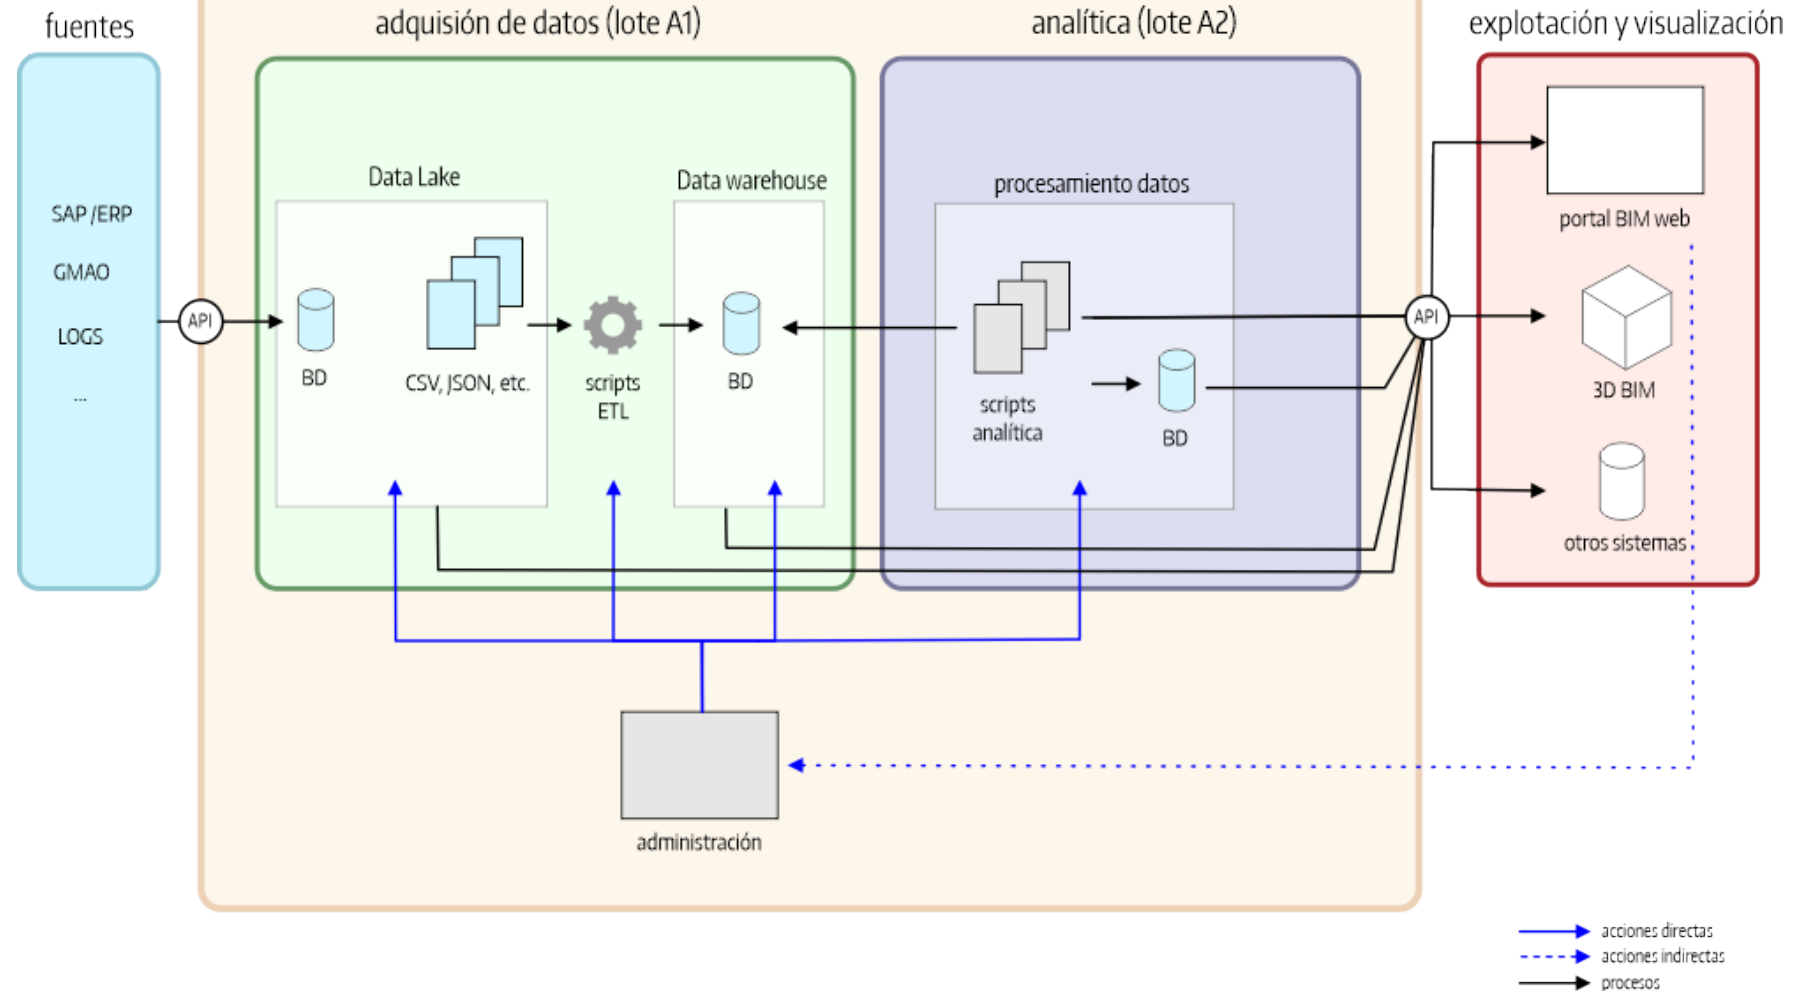 fuentes
adquisión de datos (lote A1)
analítica (lote A2)
explotación y visualización
SAP /ERP
GMAO
LOGS
...
API
Data Lake
BD
CSV, JSON, etc.
scripts
ETL
Data warehouse
BD
procesamiento datos
scripts
analítica
BD
API
portal BIM web
3D BIM
otros sistemas
administración
acciones directas
acciones indirectas
procesos